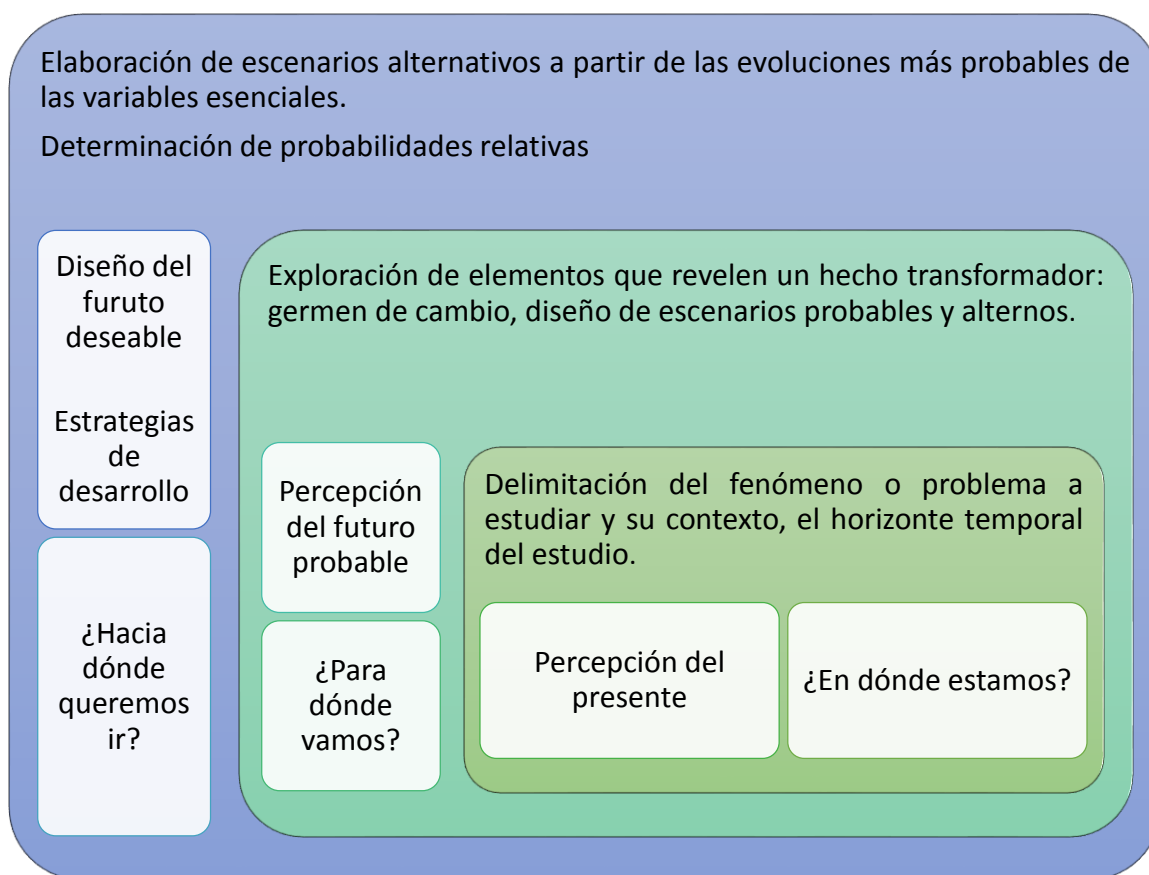 Elaboración de escenarios alternativos a partir de las evoluciones más probables de
las variables esenciales.
Determinación de probabilidades relativas
Diseño del
furuto
deseable
Estrategias
de
desarrollo
¿Hacia
dónde
queremos
ir?
Exploración de elementos que revelen un hecho transformador:
germen de cambio, diseño de escenarios probables y alternos.
Percepción
del futuro
probable
¿Para
dónde
vamos?
Delimitación del fenómeno o problema a
estudiar y su contexto, el horizonte temporal
del estudio.
Percepción del
presente
¿En dónde estamos?